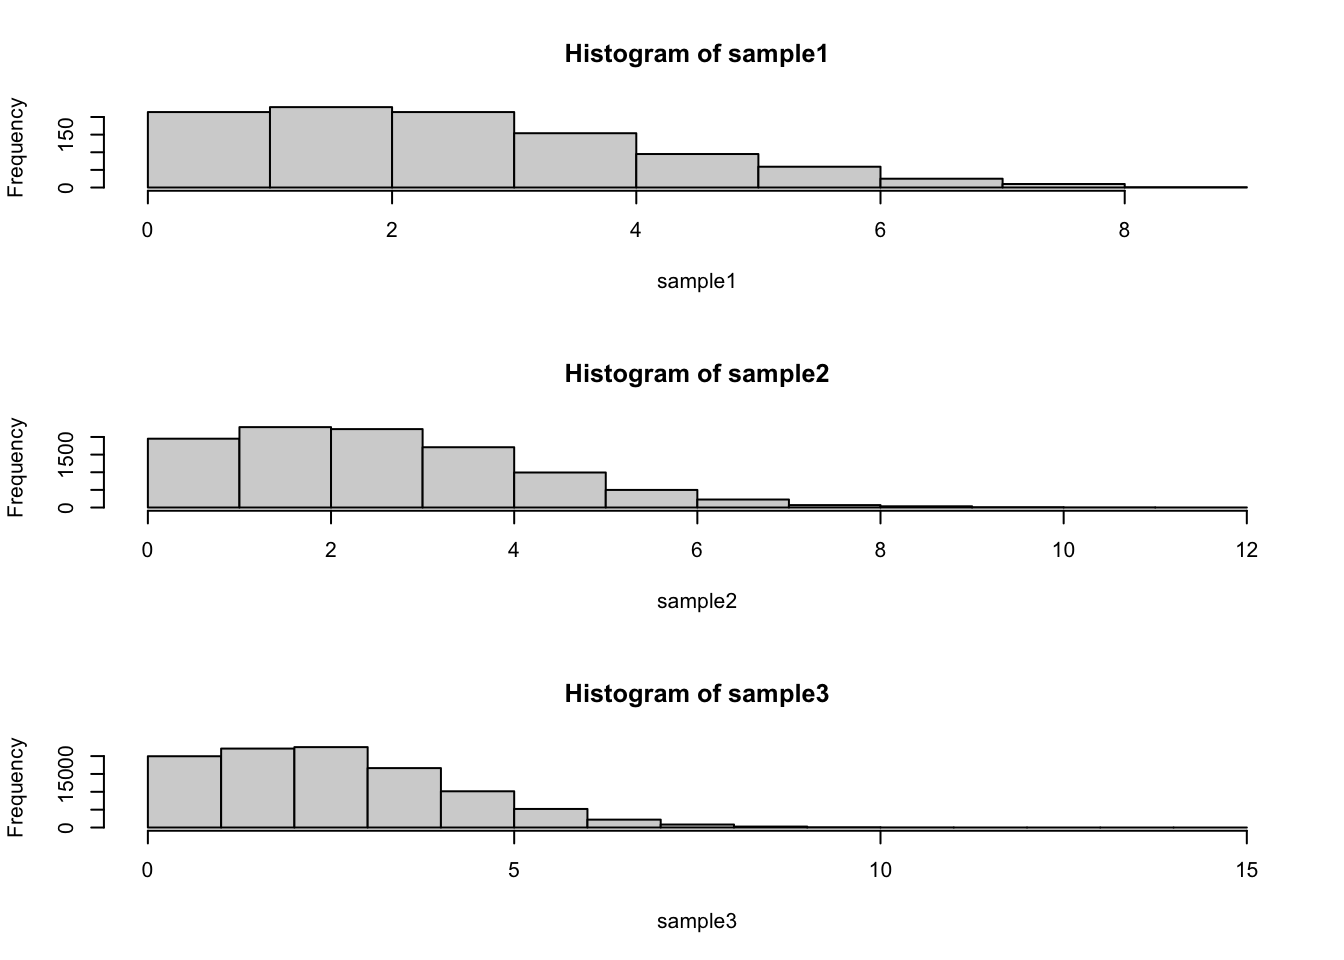 Histogram of sample1
Frequency
0 150
0 2 4 6 8
sample1
Histogram of sample2
Frequency
0 1500
0 2 4 6 8 10 12
sample2
Histogram of sample3
Frequency
0 15000
0 5 10 15
sample3